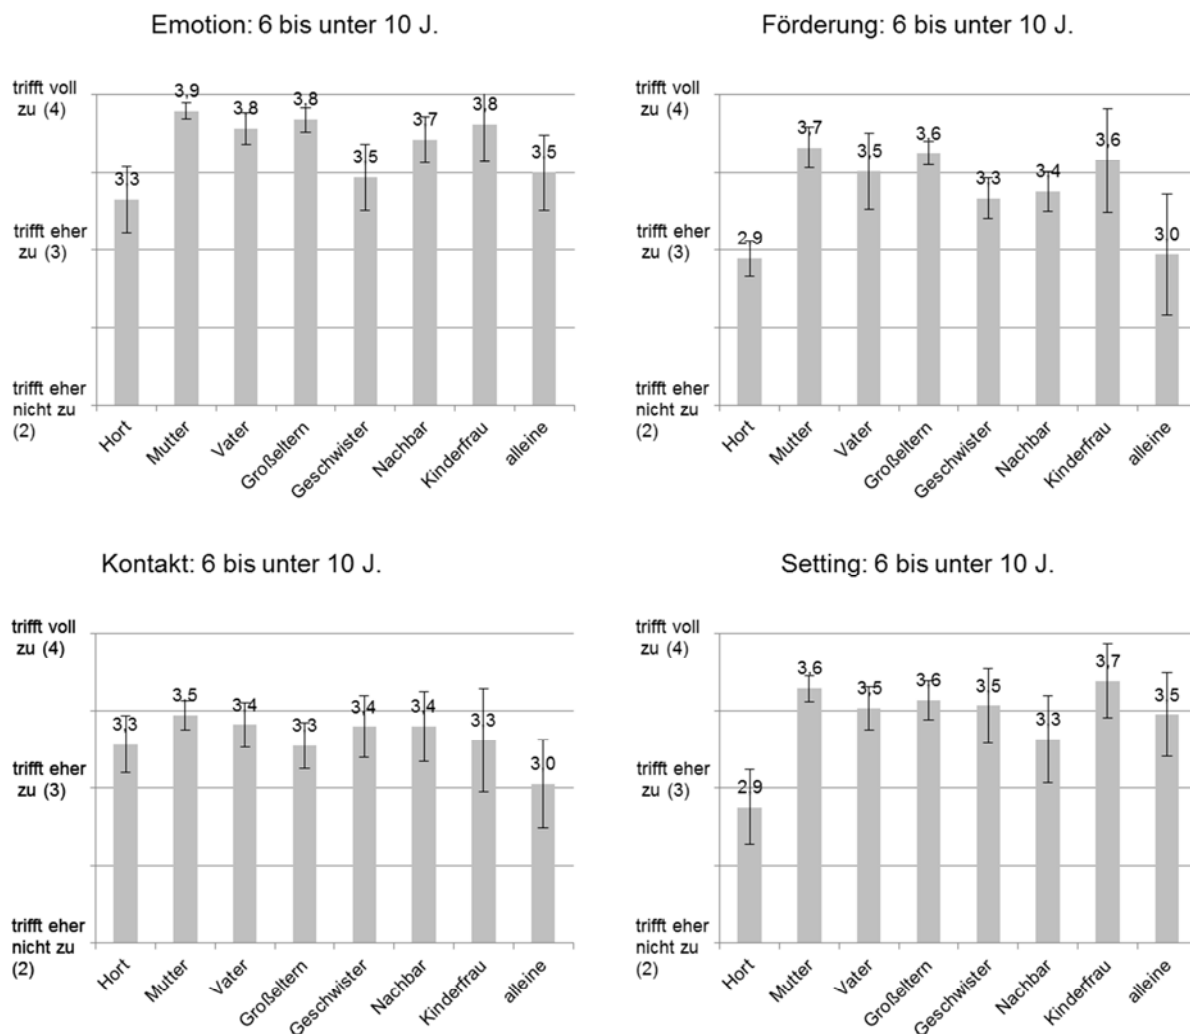 Emotion: 6 bis unter 10 J.
trifft voll
zu (4)
trifft eher
zu (3)
trifft eher
nicht zu
(2)
3,3
3,9
3,8
3,8
3,5
3,7
3,8
3,5
Hort
Mutter
Vater
Großeltern
Geschwister
Nachbar
Kinderfrau
alleine
Förderung: 6 bis unter 10 J.
trifft voll
zu (4)
trifft eher
zu (3)
trifft eher
nicht zu
(2)
2,9
3,7
3,5
3,6
3,3
3,4
3,6
3,0
Hort
Mutter
Vater
Großeltern
Geschwister
Nachbar
Kinderfrau
alleine
Kontakt: 6 bis unter 10 J.
trifft voll
zu (4)
trifft eher
zu (3)
trifft eher
nicht zu
(2)
3,3
3,5
3,4
3,3
3,4
3,4
3,3
3,0
Hort
Mutter
Vater
Großeltern
Geschwister
Nachbar
Kinderfrau
alleine
Setting: 6 bis unter 10 J.
trifft voll
zu (4)
trifft eher
zu (3)
trifft eher
nicht zu
(2)
2,9
3,6
3,5
3,6
3,5
3,3
3,7
3,5
Hort
Mutter
Vater
Großeltern
Geschwister
Nachbar
Kinderfrau
alleine